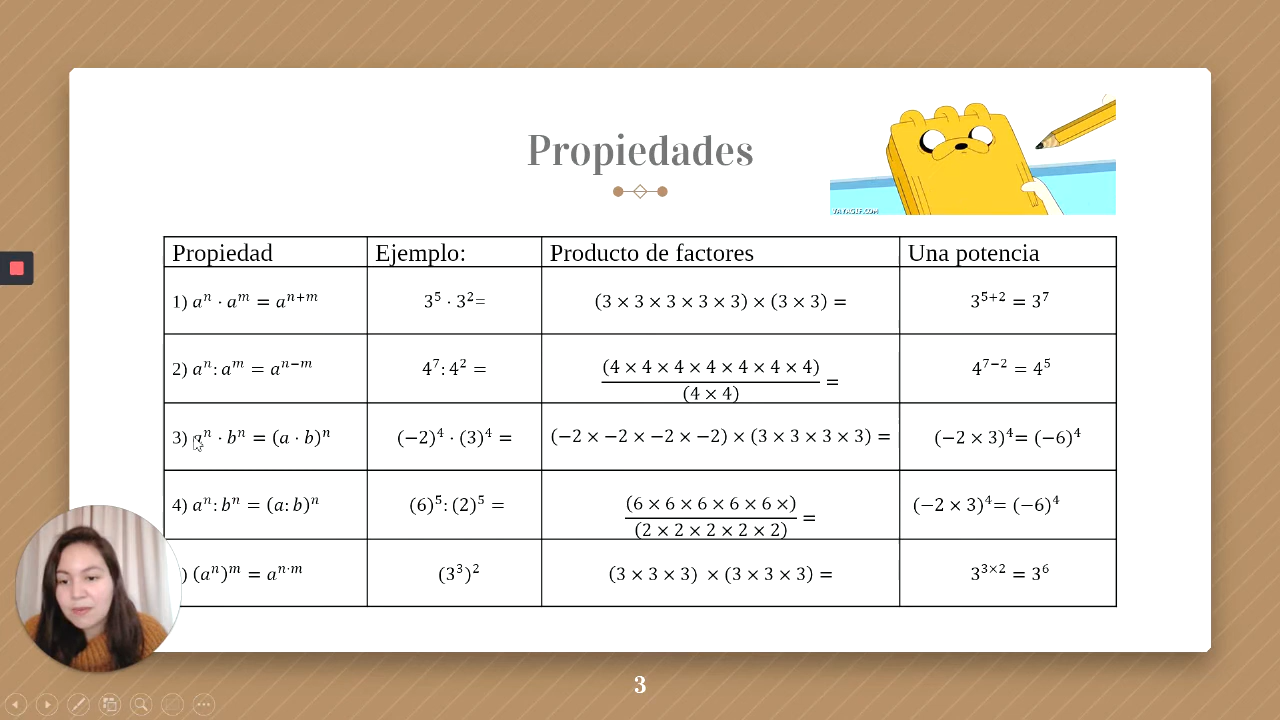 Propiedades
YAYAGIF.COM
Propiedad Ejemplo: Producto de factores Una potencia
1) aⁿ · aᵐ = aⁿ⁺ᵐ 3⁵ · 3²= (3 × 3 × 3 × 3 × 3) × (3 × 3) = 3⁵⁺² = 3⁷
2) aⁿ: aᵐ = aⁿ⁻ᵐ 4⁷: 4² = (4 × 4 × 4 × 4 × 4 × 4 × 4) = 4⁷⁻² = 4⁵
(4 × 4)
3) aⁿ · bⁿ = (a · b)ⁿ (−2)⁴ · (3)⁴ = (−2 × −2 × −2 × −2) × (3 × 3 × 3 × 3) = (−2 × 3)⁴= (−6)⁴
4) aⁿ: bⁿ = (a: b)ⁿ (6)⁵: (2)⁵ = (6 × 6 × 6 × 6 × 6 ×) = (−2 × 3)⁴= (−6)⁴
(2 × 2 × 2 × 2 × 2)
) (aⁿ)ᵐ = aⁿ·ᵐ (3³)² (3 × 3 × 3) × (3 × 3 × 3) = 3³ˣ² = 3⁶
3